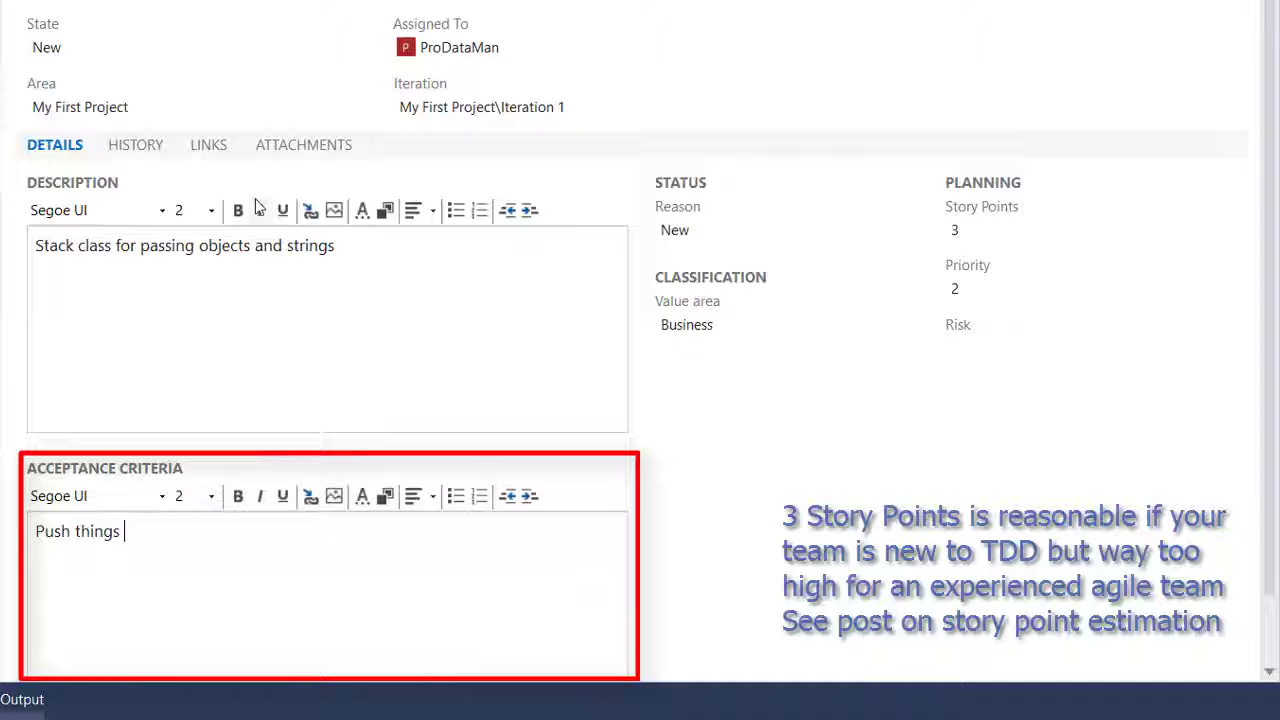 State
Assigned To
New
P ProDataMan
Area
Iteration
My First Project
My First Project\Iteration 1
DETAILS HISTORY LINKS ATTACHMENTS
DESCRIPTION
Segoe UI 2 B U A
Stack class for passing objects and strings
STATUS
Reason
New
CLASSIFICATION
Value area
Business
PLANNING
Story Points
3
Priority
2
Risk
ACCEPTANCE CRITERIA
Segoe UI 2 B I U A
Push things
3 Story Points is reasonable if your
team is new to TDD but way too
high for an experienced agile team
See post on story point estimation
Output